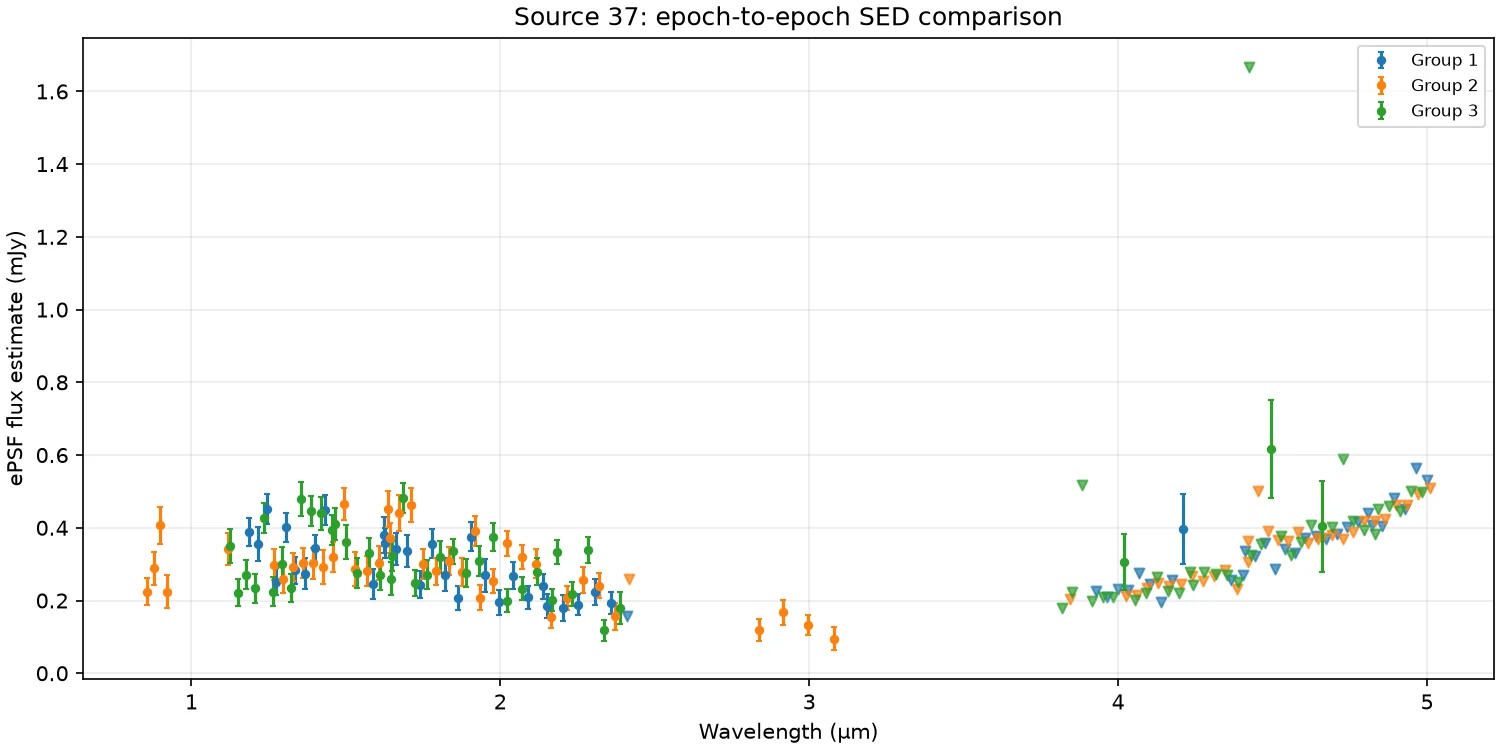 Source 37: epoch-to-epoch SED comparison
ePSF flux estimate (mJy)
1.6
1.4
1.2
1.0
0.8
0.6
0.4
0.2
0.0
Group 1
Group 2
Group 3
1 2 3 4 5
Wavelength (μm)